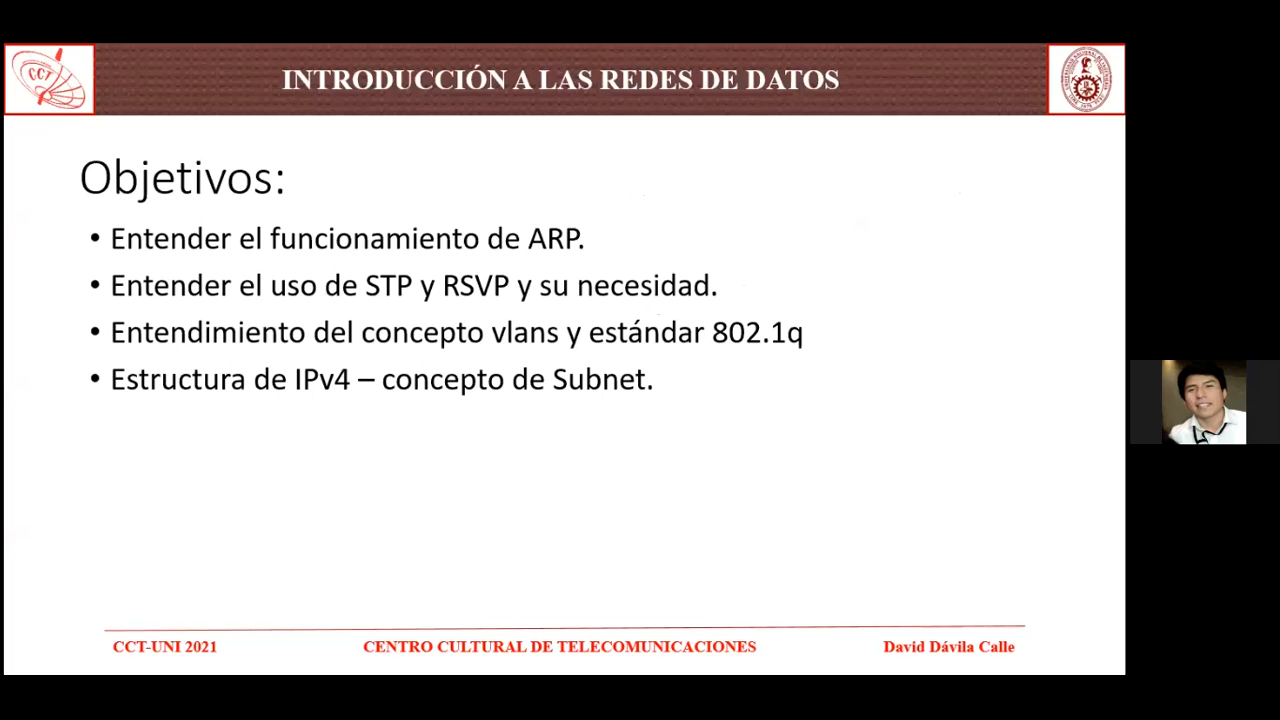 CCT
INTRODUCCIÓN A LAS REDES DE DATOS
Objetivos:
• Entender el funcionamiento de ARP.
• Entender el uso de STP y RSVP y su necesidad.
• Entendimiento del concepto vlans y estándar 802.1q
• Estructura de IPv4 – concepto de Subnet.
CCT-UNI 2021
CENTRO CULTURAL DE TELECOMUNICACIONES
David Dávila Calle